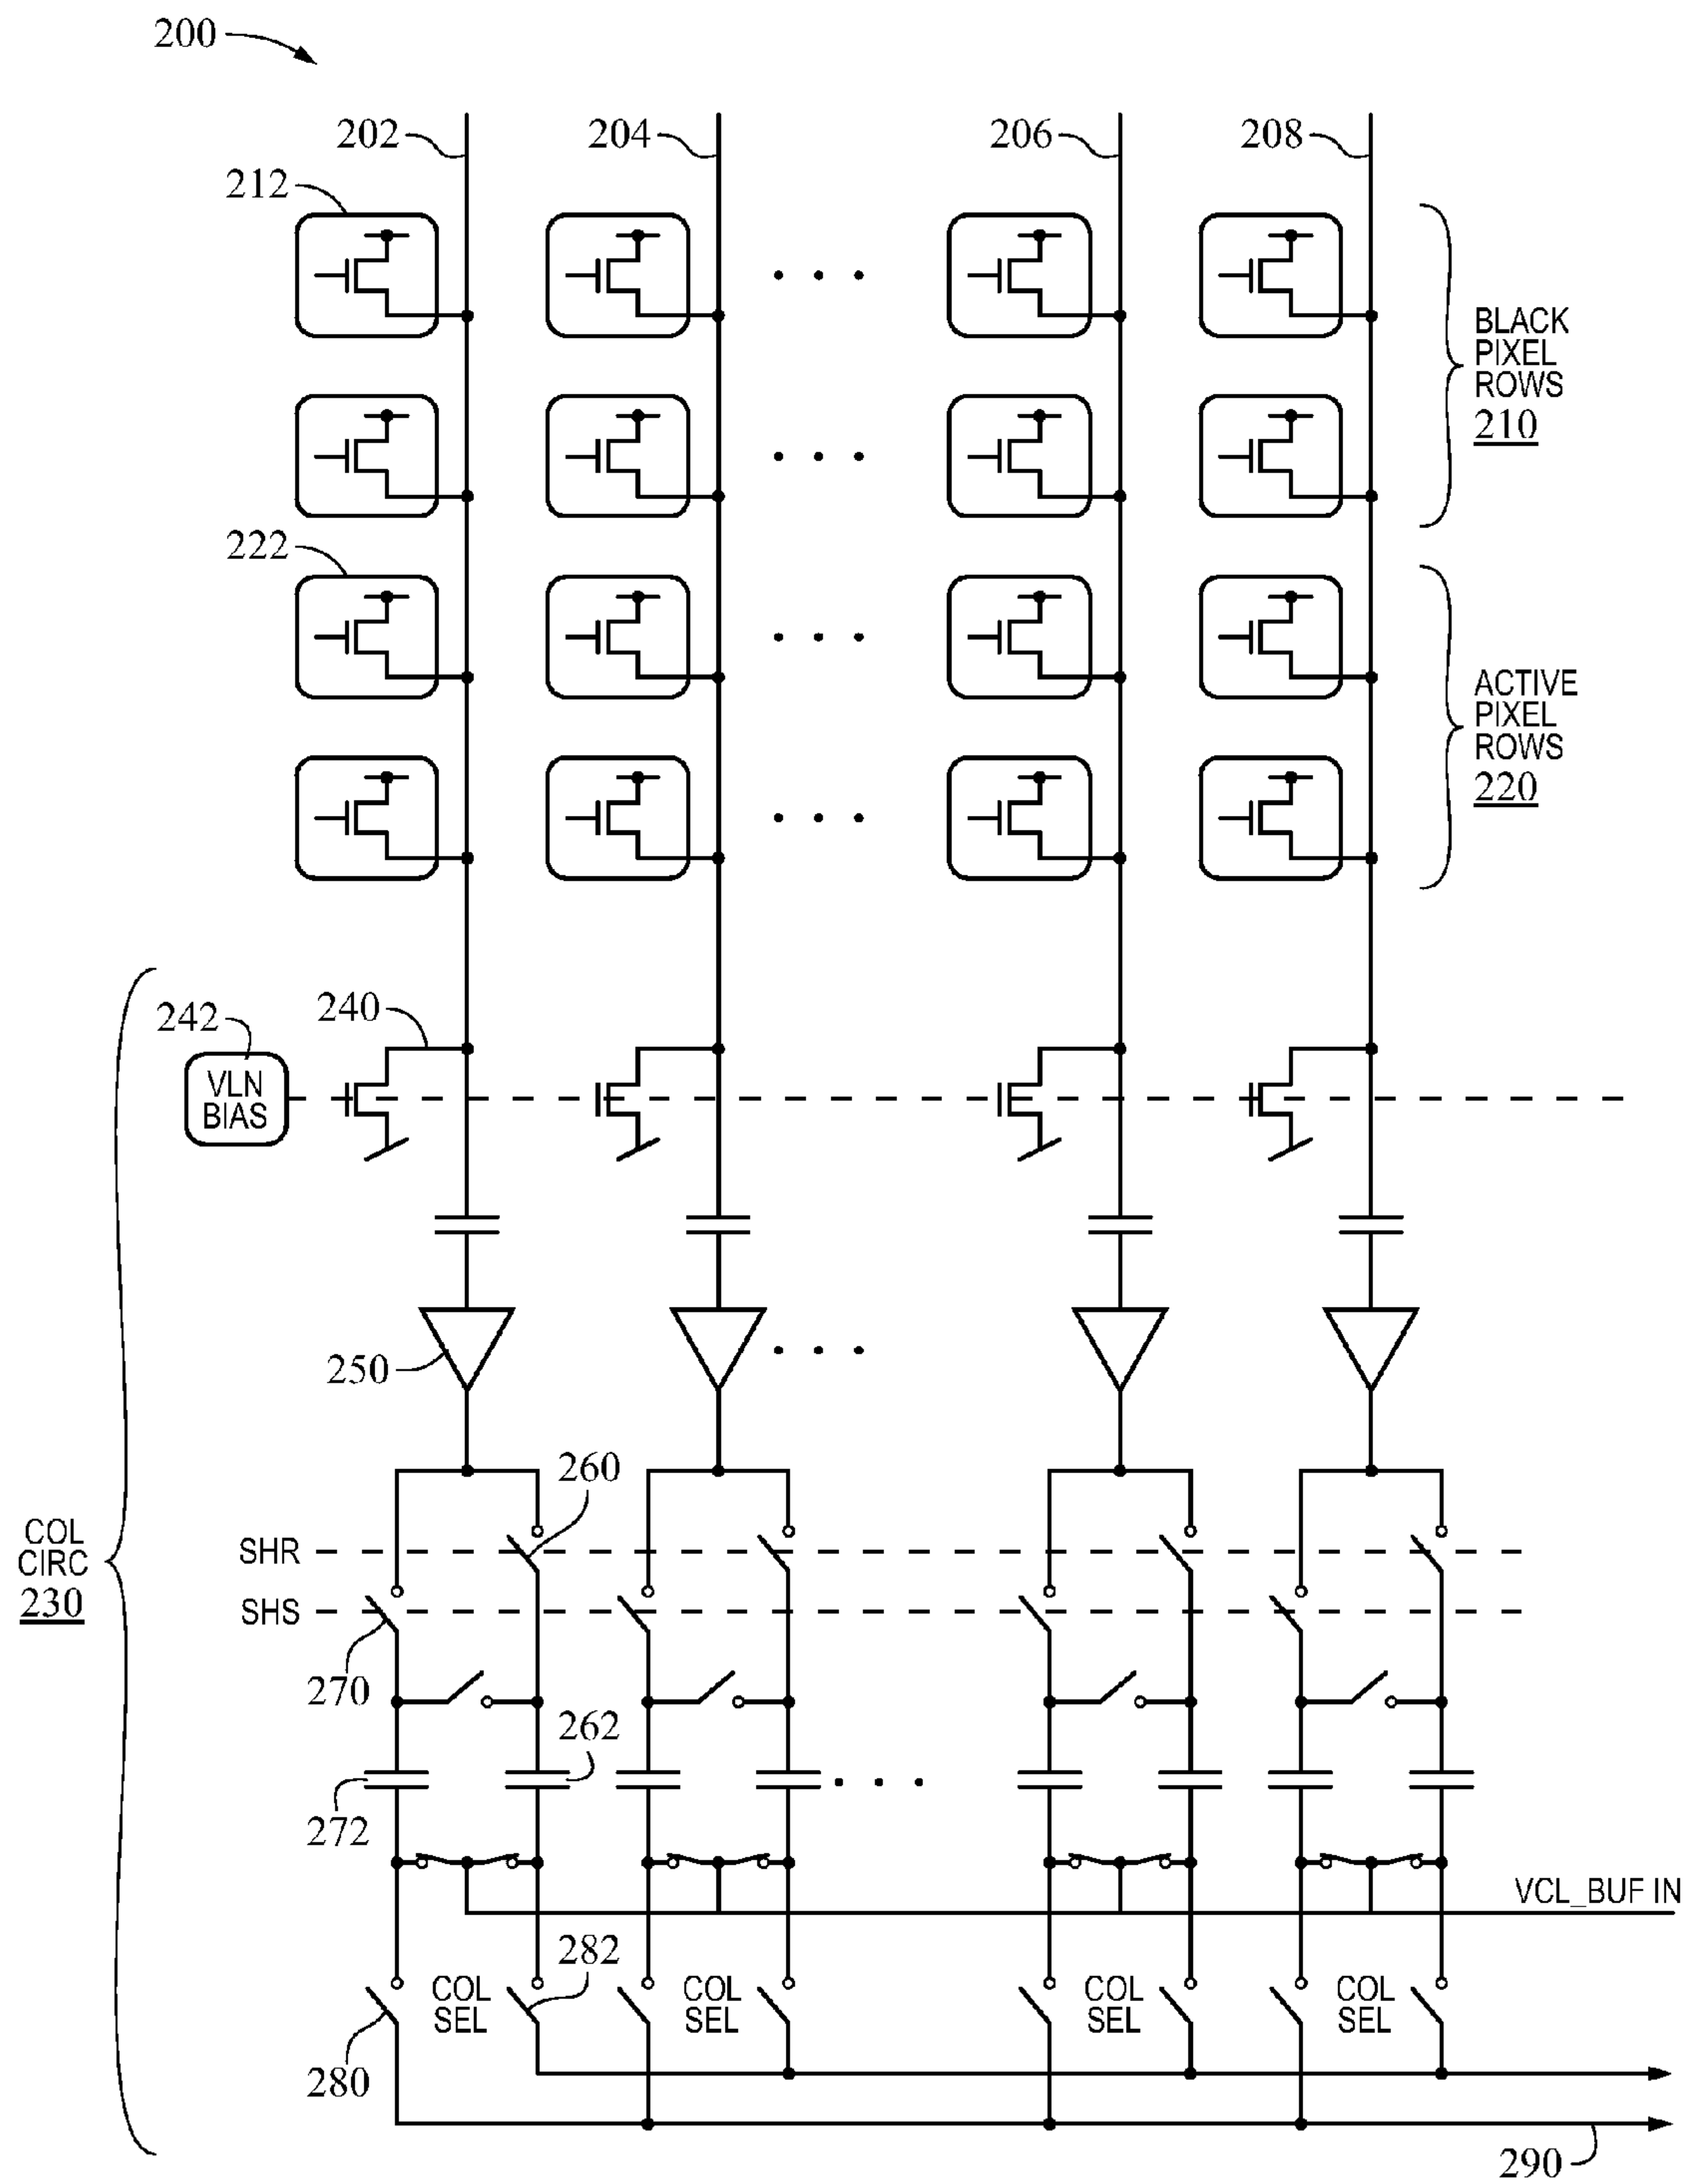 200
202
204
206
208
212
BLACK
PIXEL
ROWS
210
222
ACTIVE
PIXEL
ROWS
220
242
240
VLN
BIAS
250
260
COL
CIRC
230
SHR
SHS
270
262
272
VCL_BUF IN
282
COL
SEL
COL
SEL
COL
SEL
COL
SEL
280
290